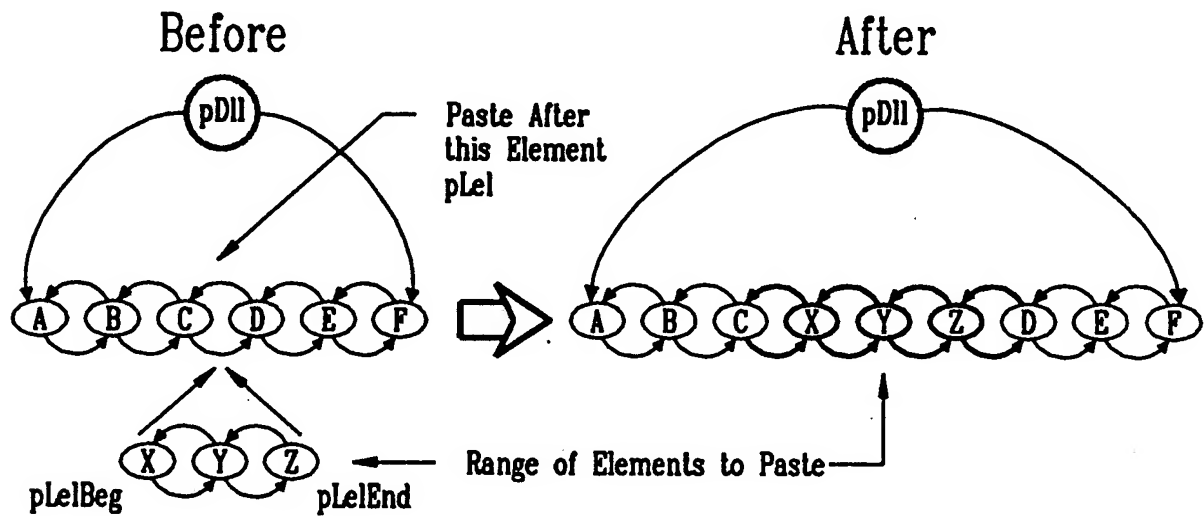 Before
After
pDll
Paste After
this Element
pLel
pDll
A B C D E F
A B C X Y Z D E F
X Y Z
pLelBeg
pLelEnd
Range of Elements to Paste